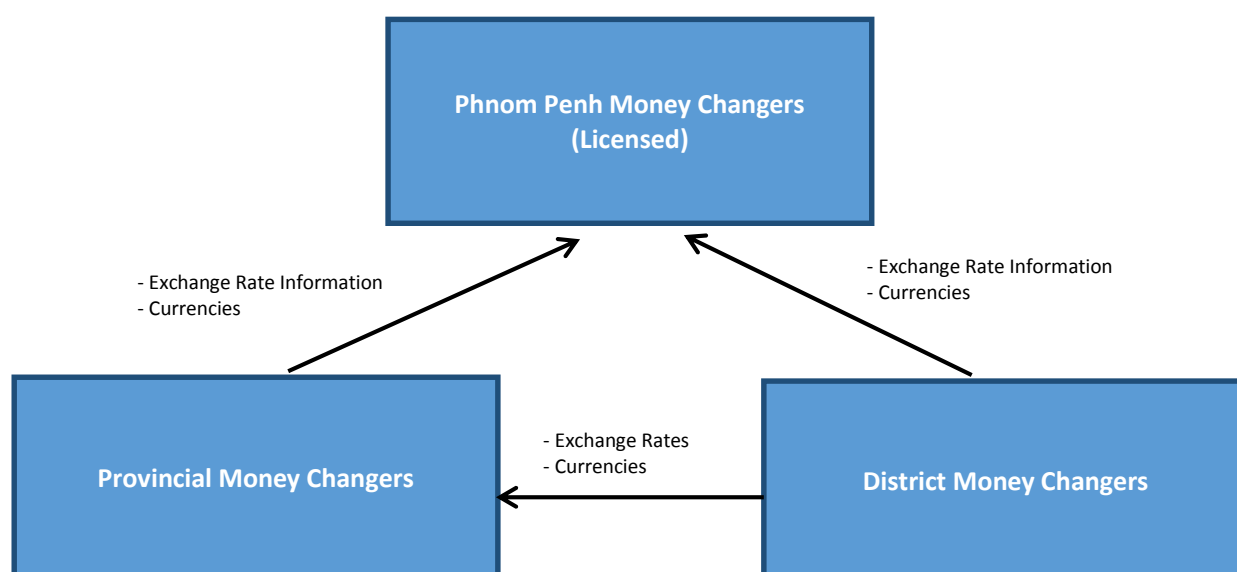 Phnom Penh Money Changers
(Licensed)
- Exchange Rate Information
- Currencies
- Exchange Rate Information
- Currencies
- Exchange Rates
- Currencies
Provincial Money Changers
District Money Changers